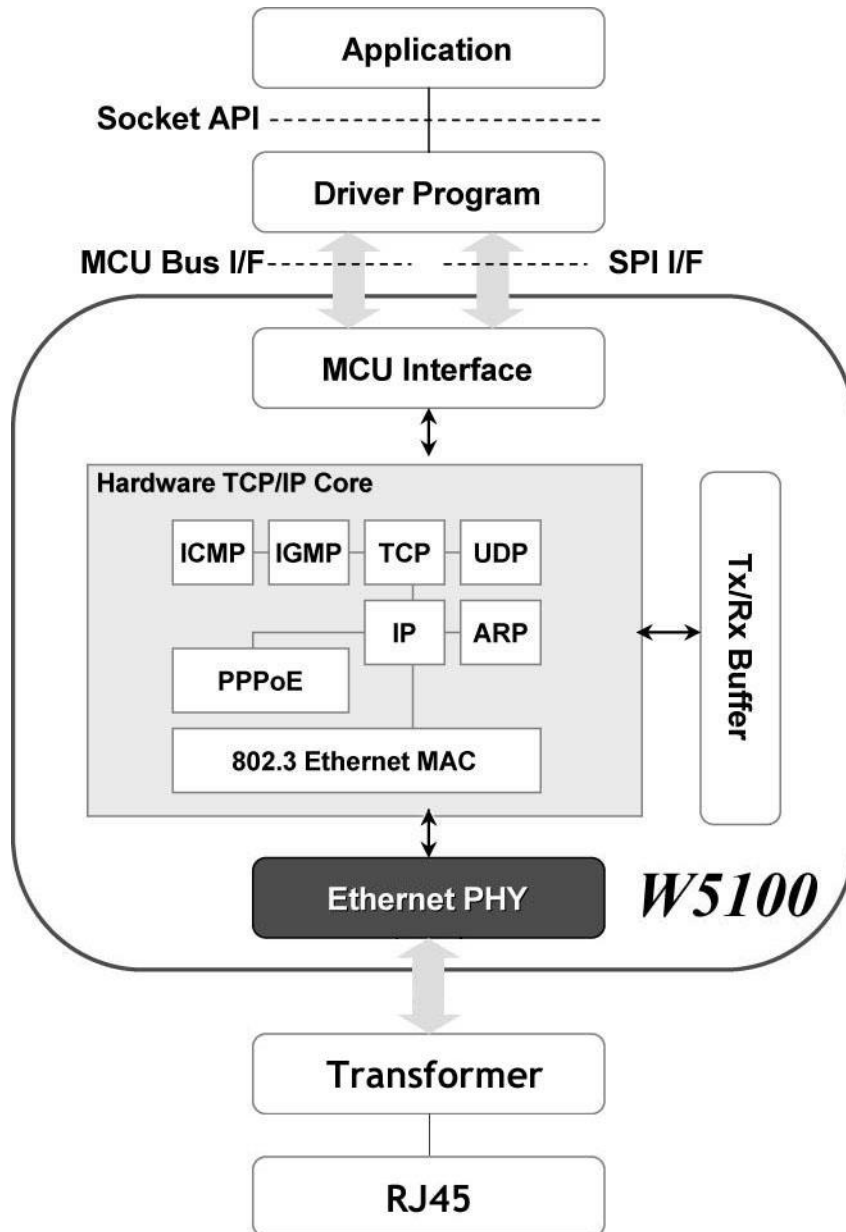 Application
Socket API
Driver Program
MCU Bus I/F
SPI I/F
MCU Interface
Hardware TCP/IP Core
ICMP
IGMP
TCP
UDP
IP
ARP
PPPoE
802.3 Ethernet MAC
Tx/Rx Buffer
Ethernet PHY
W5100
Transformer
RJ45